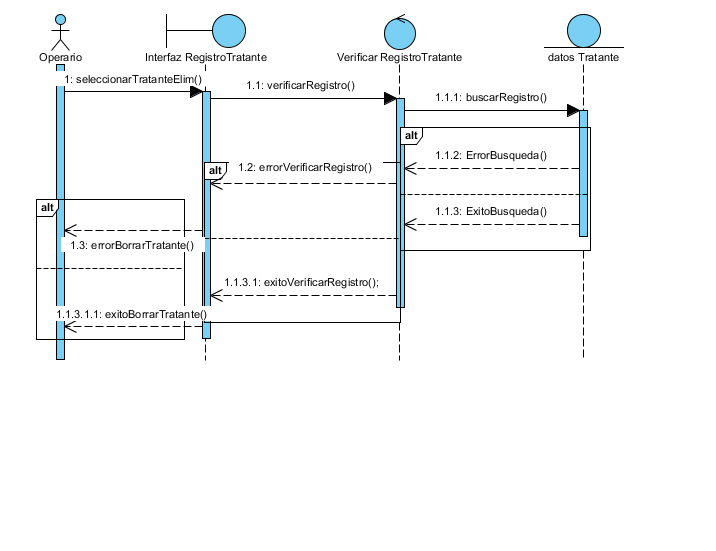 Operario
Interfaz RegistroTratante
Verificar RegistroTratante
datos Tratante
1: seleccionarTratanteElim()
1.1: verificarRegistro()
1.1.1: buscarRegistro()
alt
1.1.2: ErrorBusqueda()
alt
1.2: errorVerificarRegistro()
alt
1.1.3: ExitoBusqueda()
1.3: errorBorrarTratante()
1.1.3.1: exitoVerificarRegistro();
1.1.3.1.1: exitoBorrarTratante()